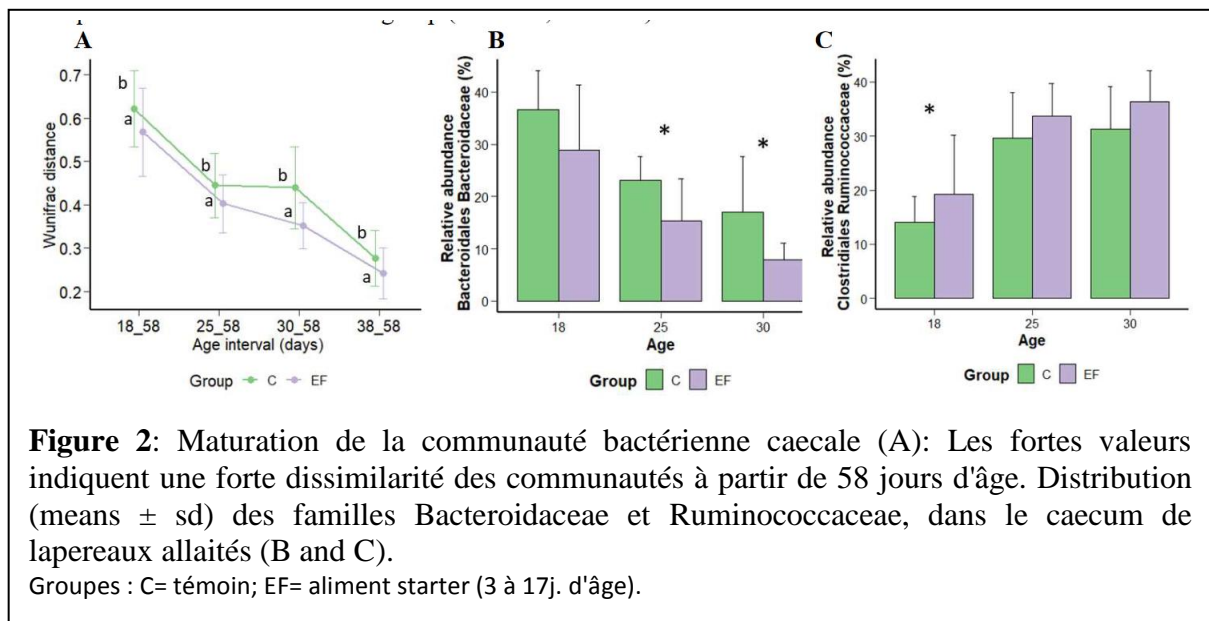 A
B
C
Wunifrac distance
0.7
0.6
0.5
0.4
0.3
0.2
b
a
b
a
b
a
b
a
18_58
25_58
30_58
38_58
Age interval (days)
Group C EF
Relative abundance
Bacteroidales Bacteroidaceae (%)
40
30
20
10
0
*
*
18
25
30
Age
Group C EF
Relative abundance
Clostridiales Ruminococcaceae (%)
40
30
20
10
0
*
18
25
30
Age
Group C EF
Figure 2: Maturation de la communauté bactérienne caecale (A): Les fortes valeurs
indiquent une forte dissimilarité des communautés à partir de 58 jours d'âge. Distribution
(means ± sd) des familles Bacteroidaceae et Ruminococcaceae, dans le caecum de
lapereaux allaités (B and C).
Groupes : C= témoin; EF= aliment starter (3 à 17j. d'âge).